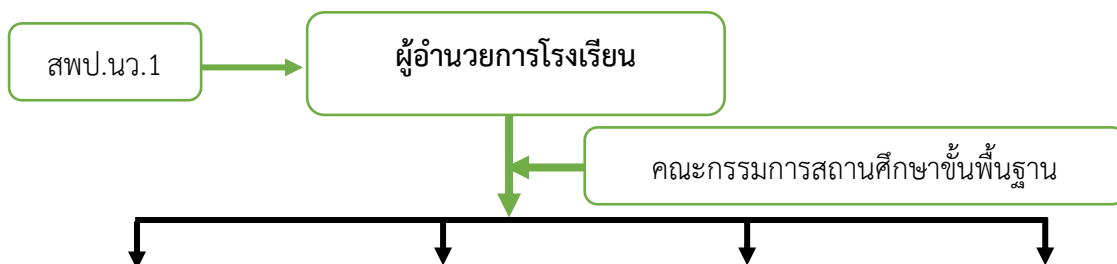 ผู้อำนวยการโรงเรียน
สพป.นว.1
คณะกรรมการสถานศึกษาขั้นพื้นฐาน